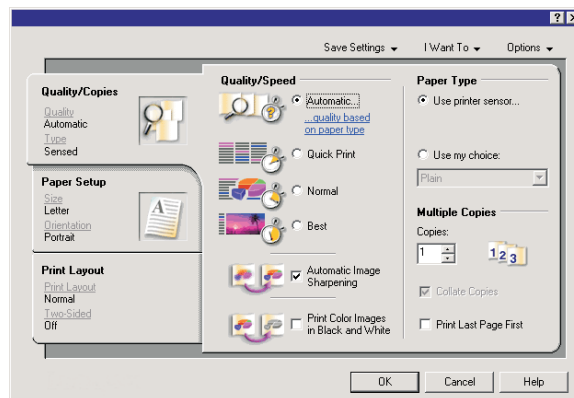 Save Settings
I Want To
Options
Quality/Copies
Quality
Automatic
Type
Sensed
Paper Setup
Size
Letter
Orientation
Portrait
A
Print Layout
Print Layout
Normal
Two-Sided
Off
Quality/Speed
Automatic...
...quality based
on paper type
Quick Print
Normal
Best
Automatic Image
Sharpening
Print Color Images
in Black and White
Paper Type
Use printer sensor...
Use my choice:
Plain
Multiple Copies
Copies:
1
1 2 3
Collate Copies
Print Last Page First
OK
Cancel
Help